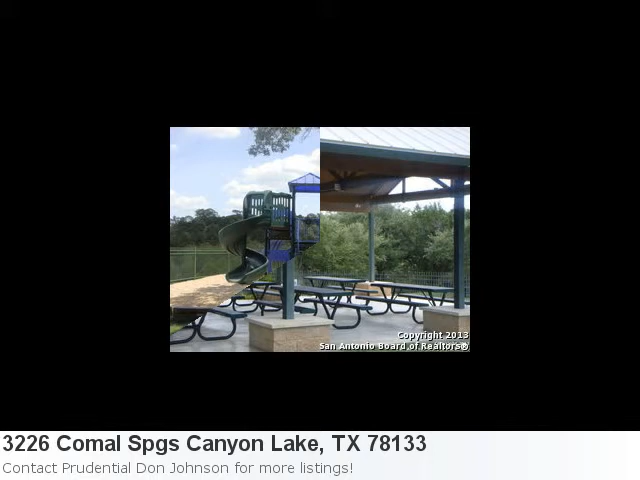 Copyright 2013
San Antonio Board of Realtors®
3226 Comal Spgs Canyon Lake, TX 78133
Contact Prudential Don Johnson for more listings!